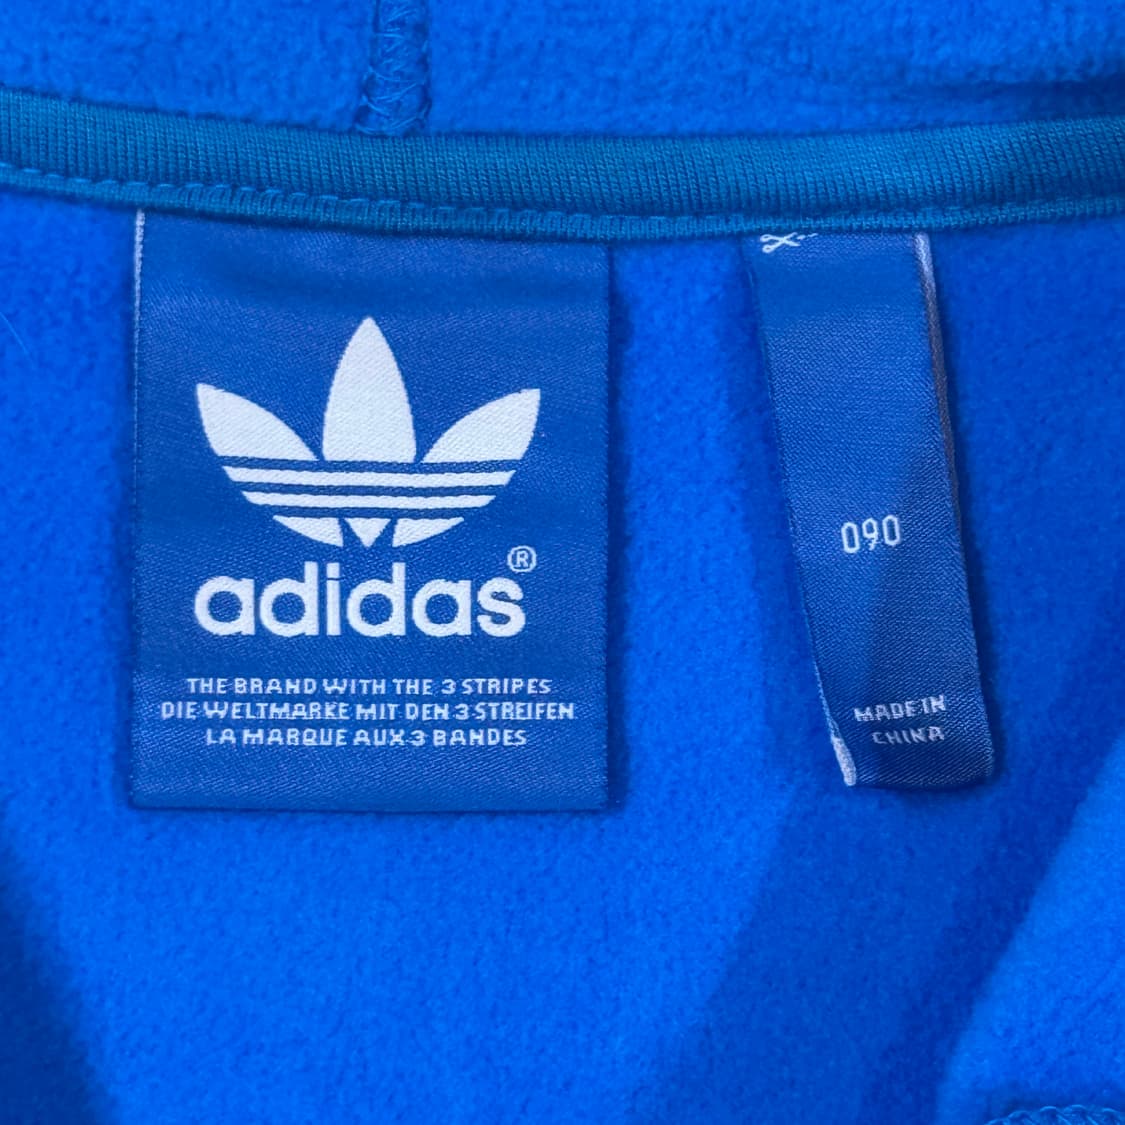 adidas®
THE BRAND WITH THE 3 STRIPES
DIE WELTMARKE MIT DEN 3 STREIFEN
LA MARQUE AUX 3 BANDES
090
MADE IN
CHINA